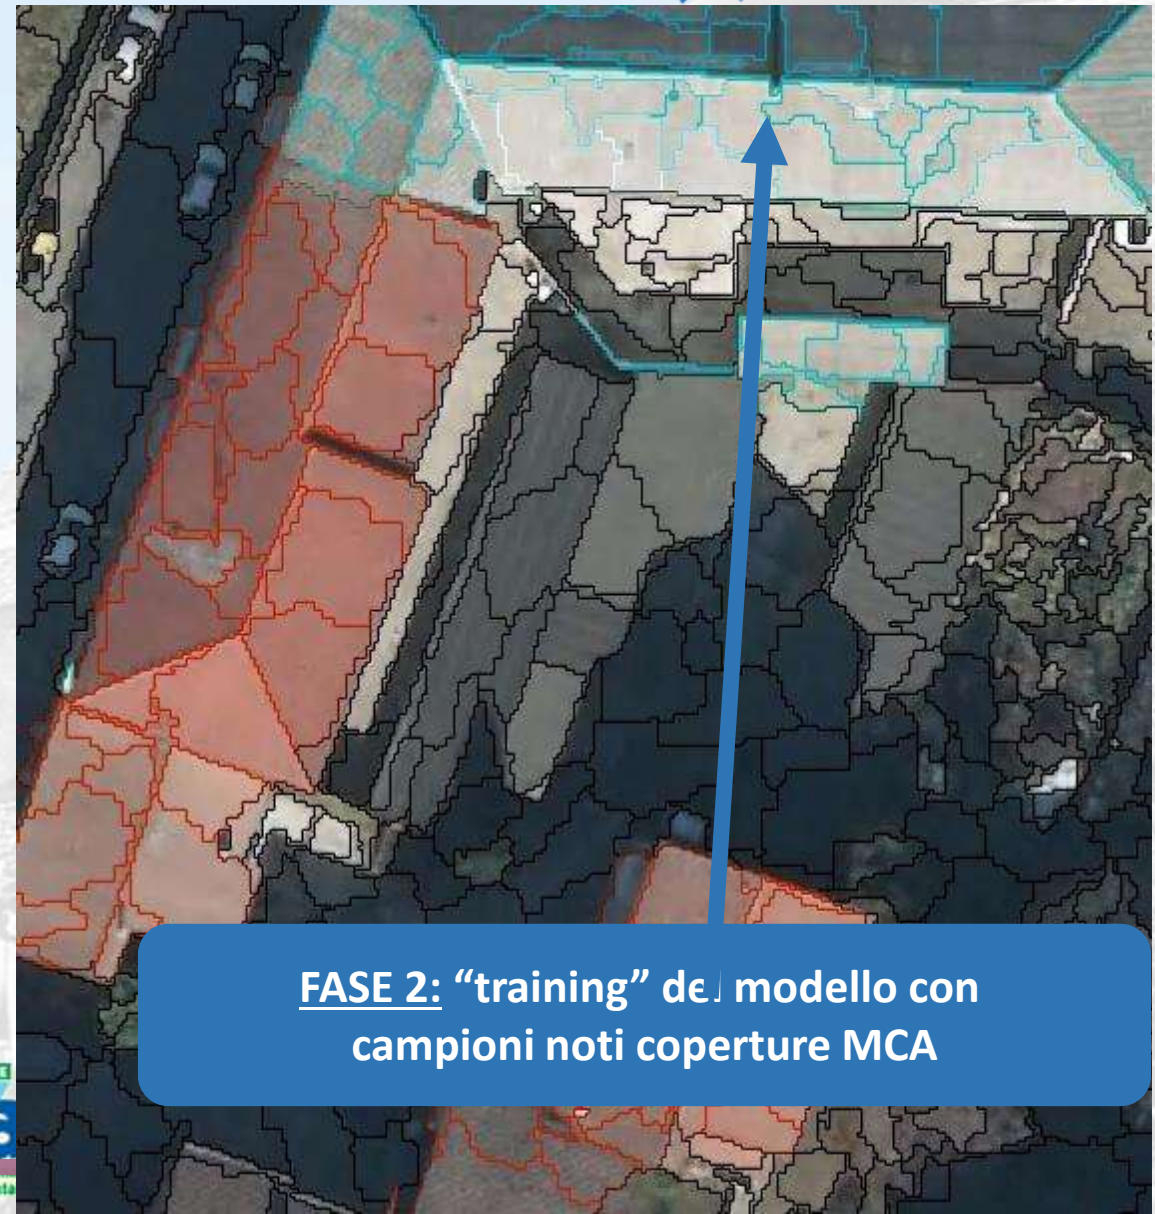 FASE 2: “training” del modello con
campioni noti coperture MCA